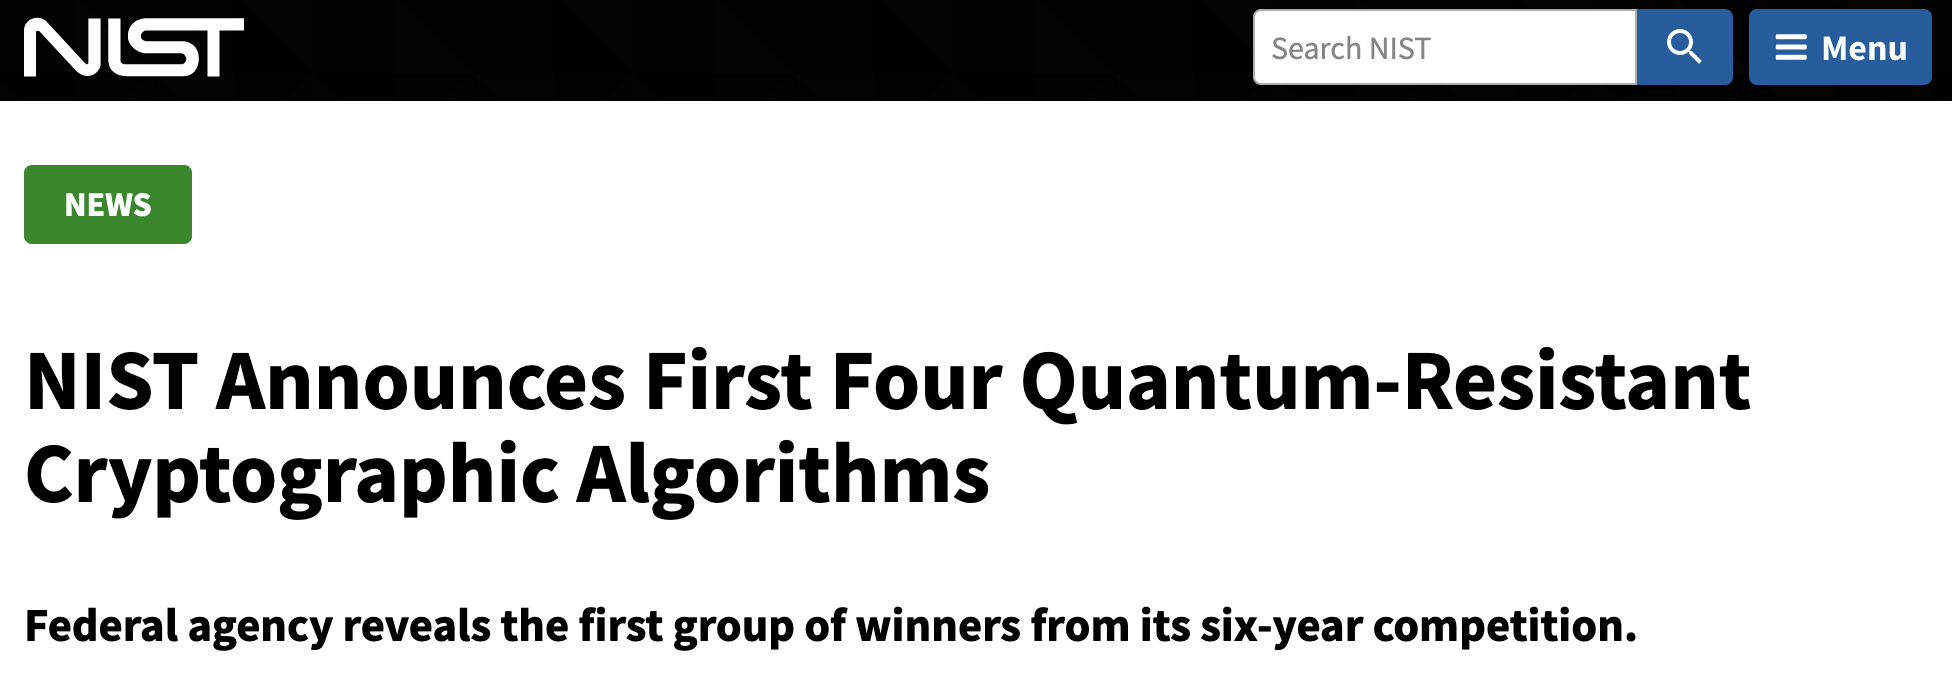 NIST
Search NIST
Menu
NEWS
NIST Announces First Four Quantum-Resistant
Cryptographic Algorithms
Federal agency reveals the first group of winners from its six-year competition.